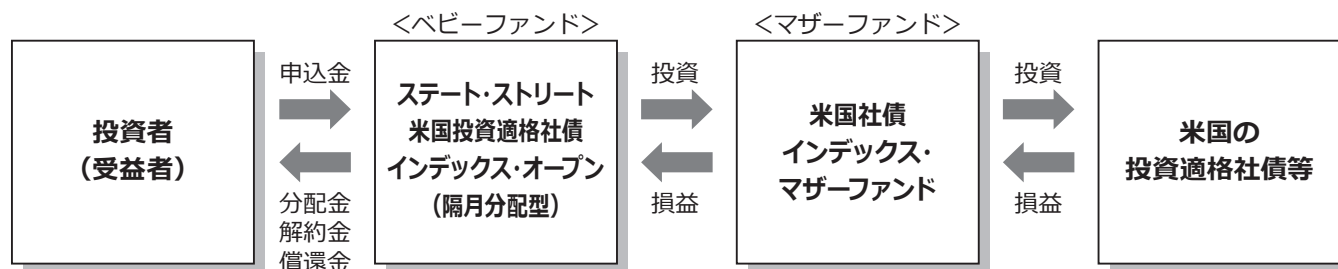 ＜ベビーファンド＞
＜マザーファンド＞
投資者
（受益者）
申込金
分配金
解約金
償還金
ステート・ストリート
米国投資適格社債
インデックス・オープン
（隔月分配型）
投資
損益
米国社債
インデックス・
マザーファンド
投資
損益
米国の
投資適格社債等